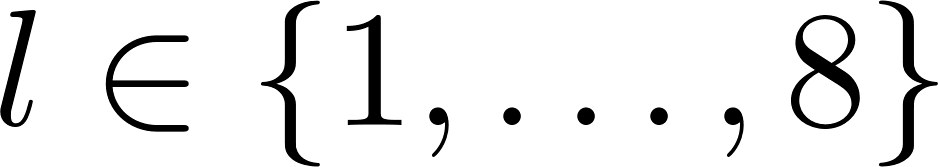 l ∈ {1, . . . , 8}